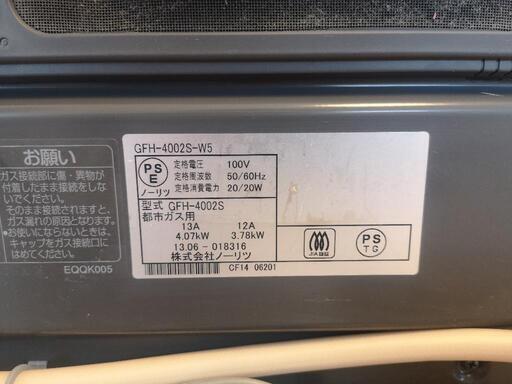 お願い
ガス接続部に傷・異物が
付着したまま接続をしな
いでください。
そのまま接続されますと、
ガス漏れの原因となります。
●お使いにならないときは、
キャップをガス接続口に
はめてください。
EQQK005
GFH-4002S-W5
PS
E
ノーリツ
定格電圧 100V
定格周波数 50/60Hz
定格消費電力 20/20W
型式 GFH-4002S
都市ガス用
13A 12A
4.07kW 3.78kW
13.06-018316
株式会社ノーリツ
CF14 06201
JIA認証
PS
TG